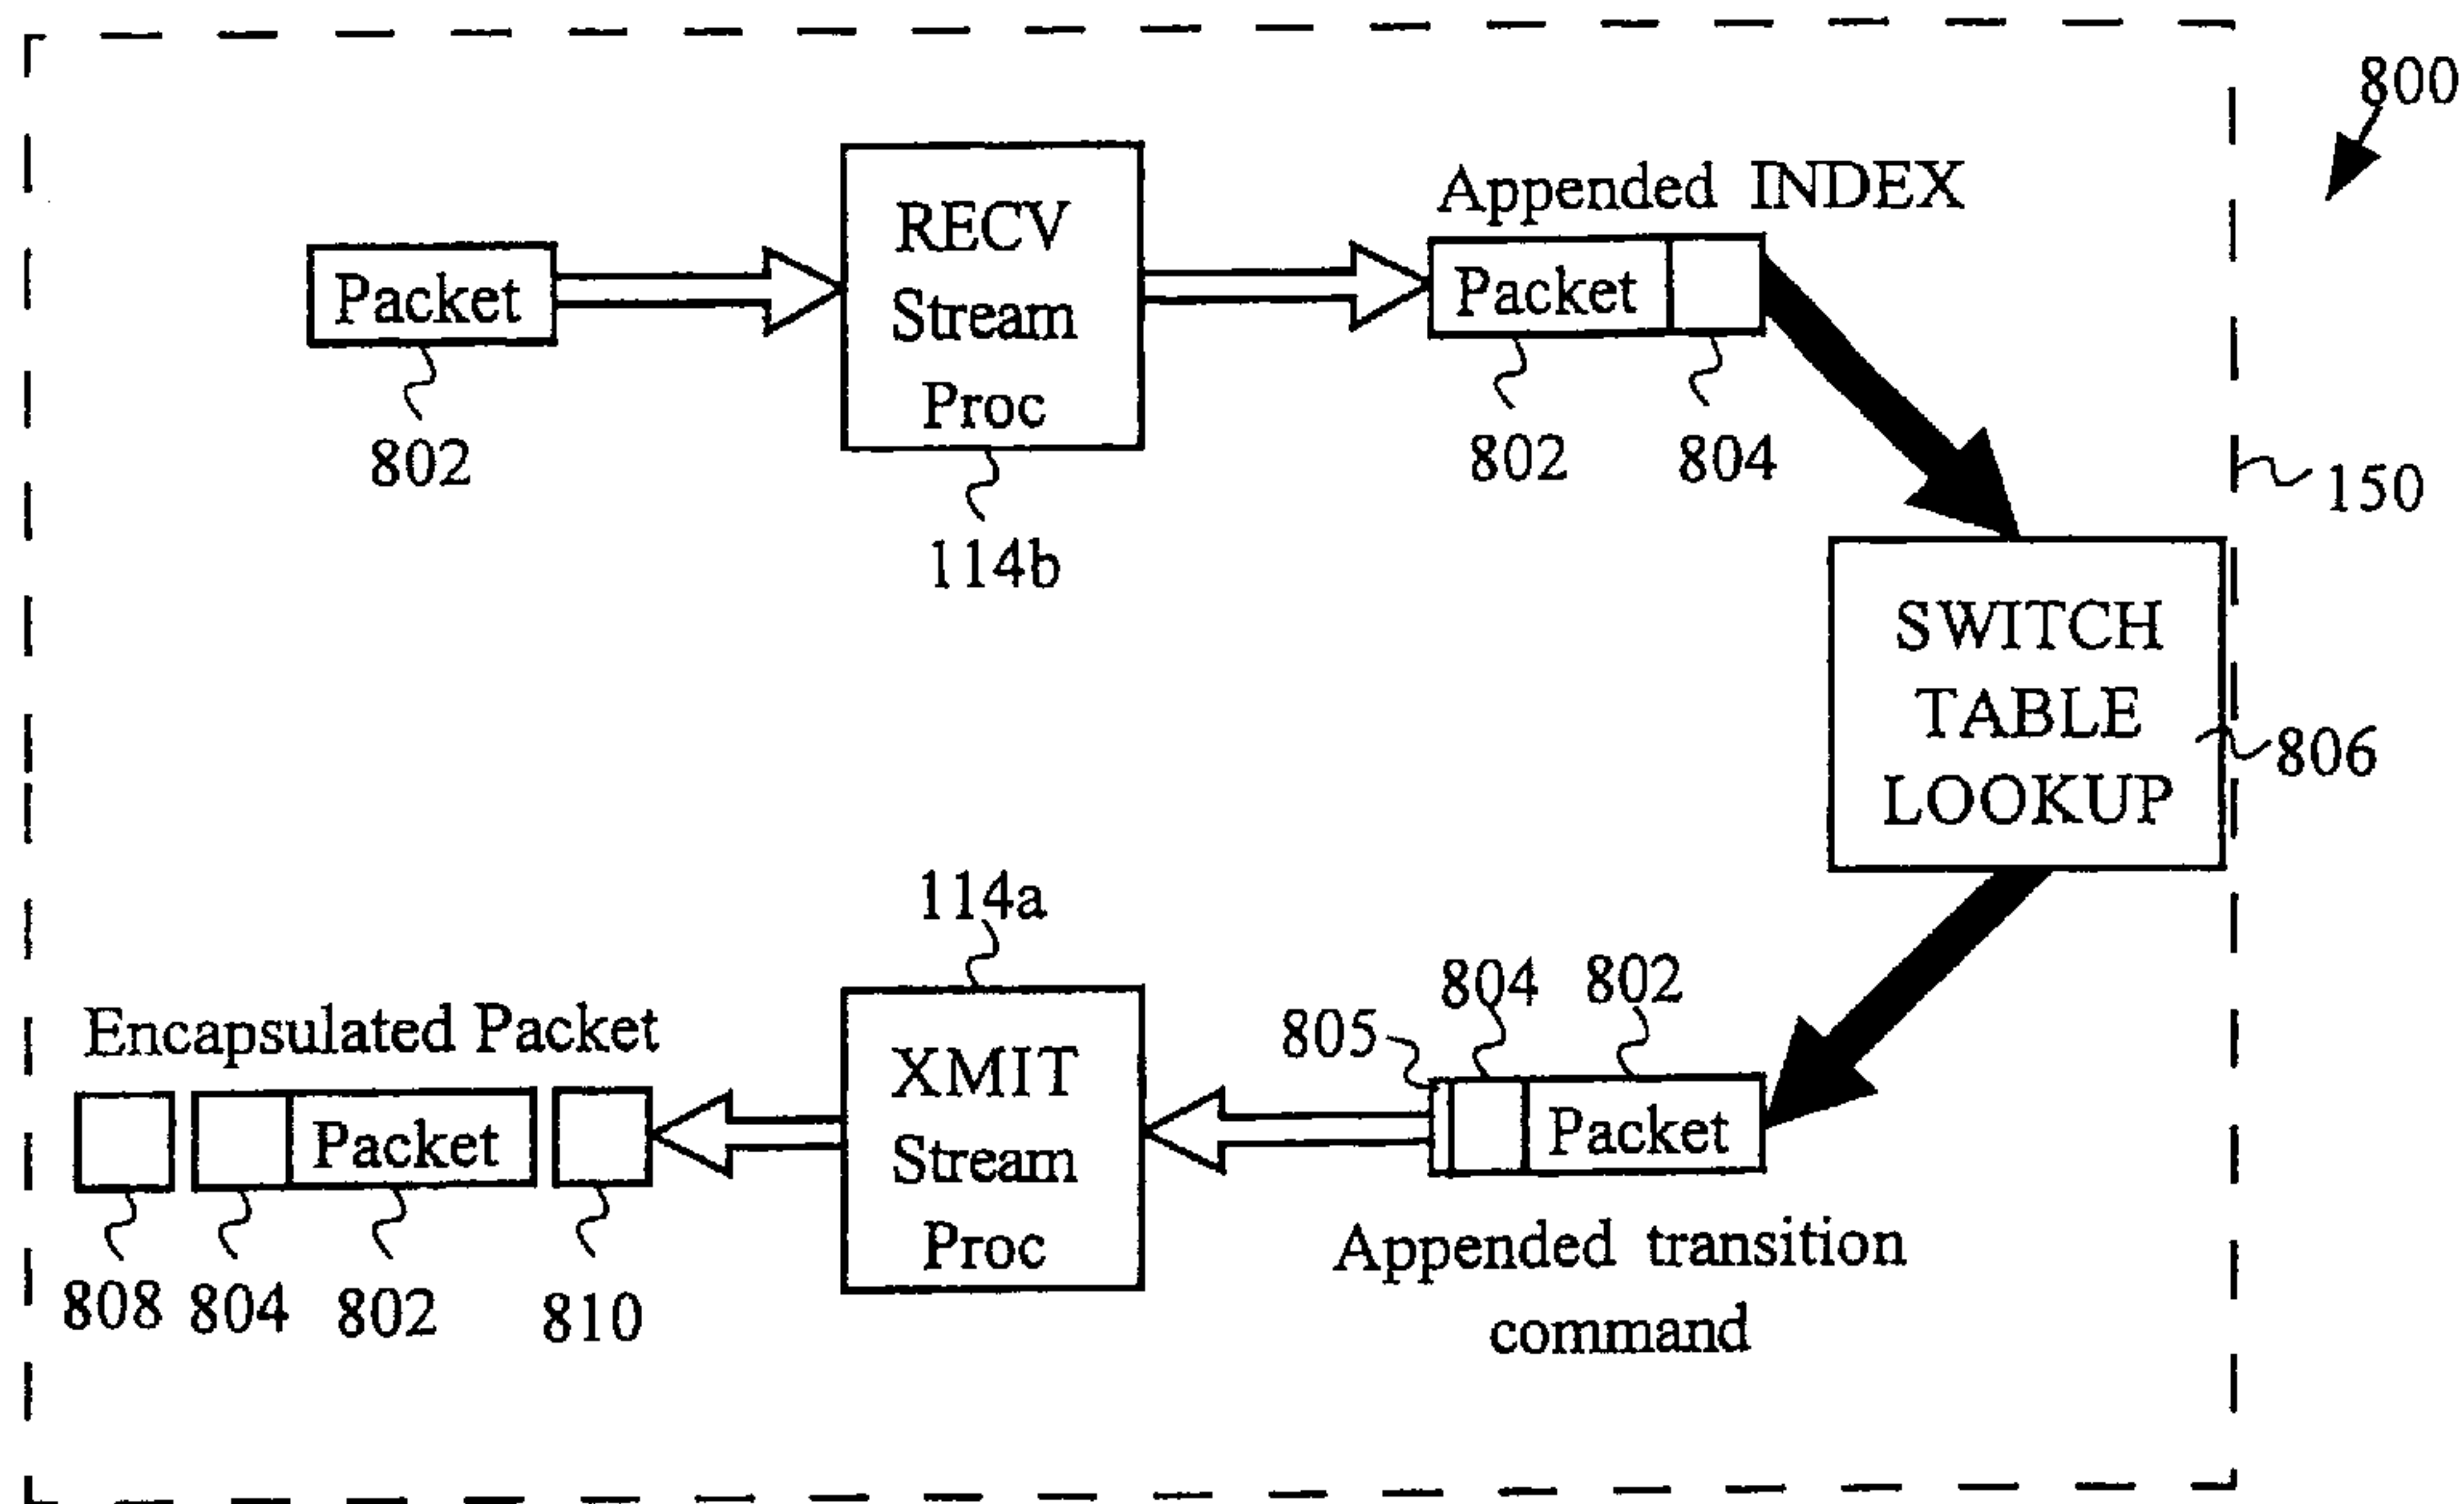 800
Appended INDEX
Packet
RECV
Stream
Proc
Packet
802
114b
802
804
150
SWITCH
TABLE
LOOKUP
806
114a
Encapsulated Packet
XMIT
Stream
Proc
805
804
802
Packet
Packet
808
804
802
810
Appended transition
command